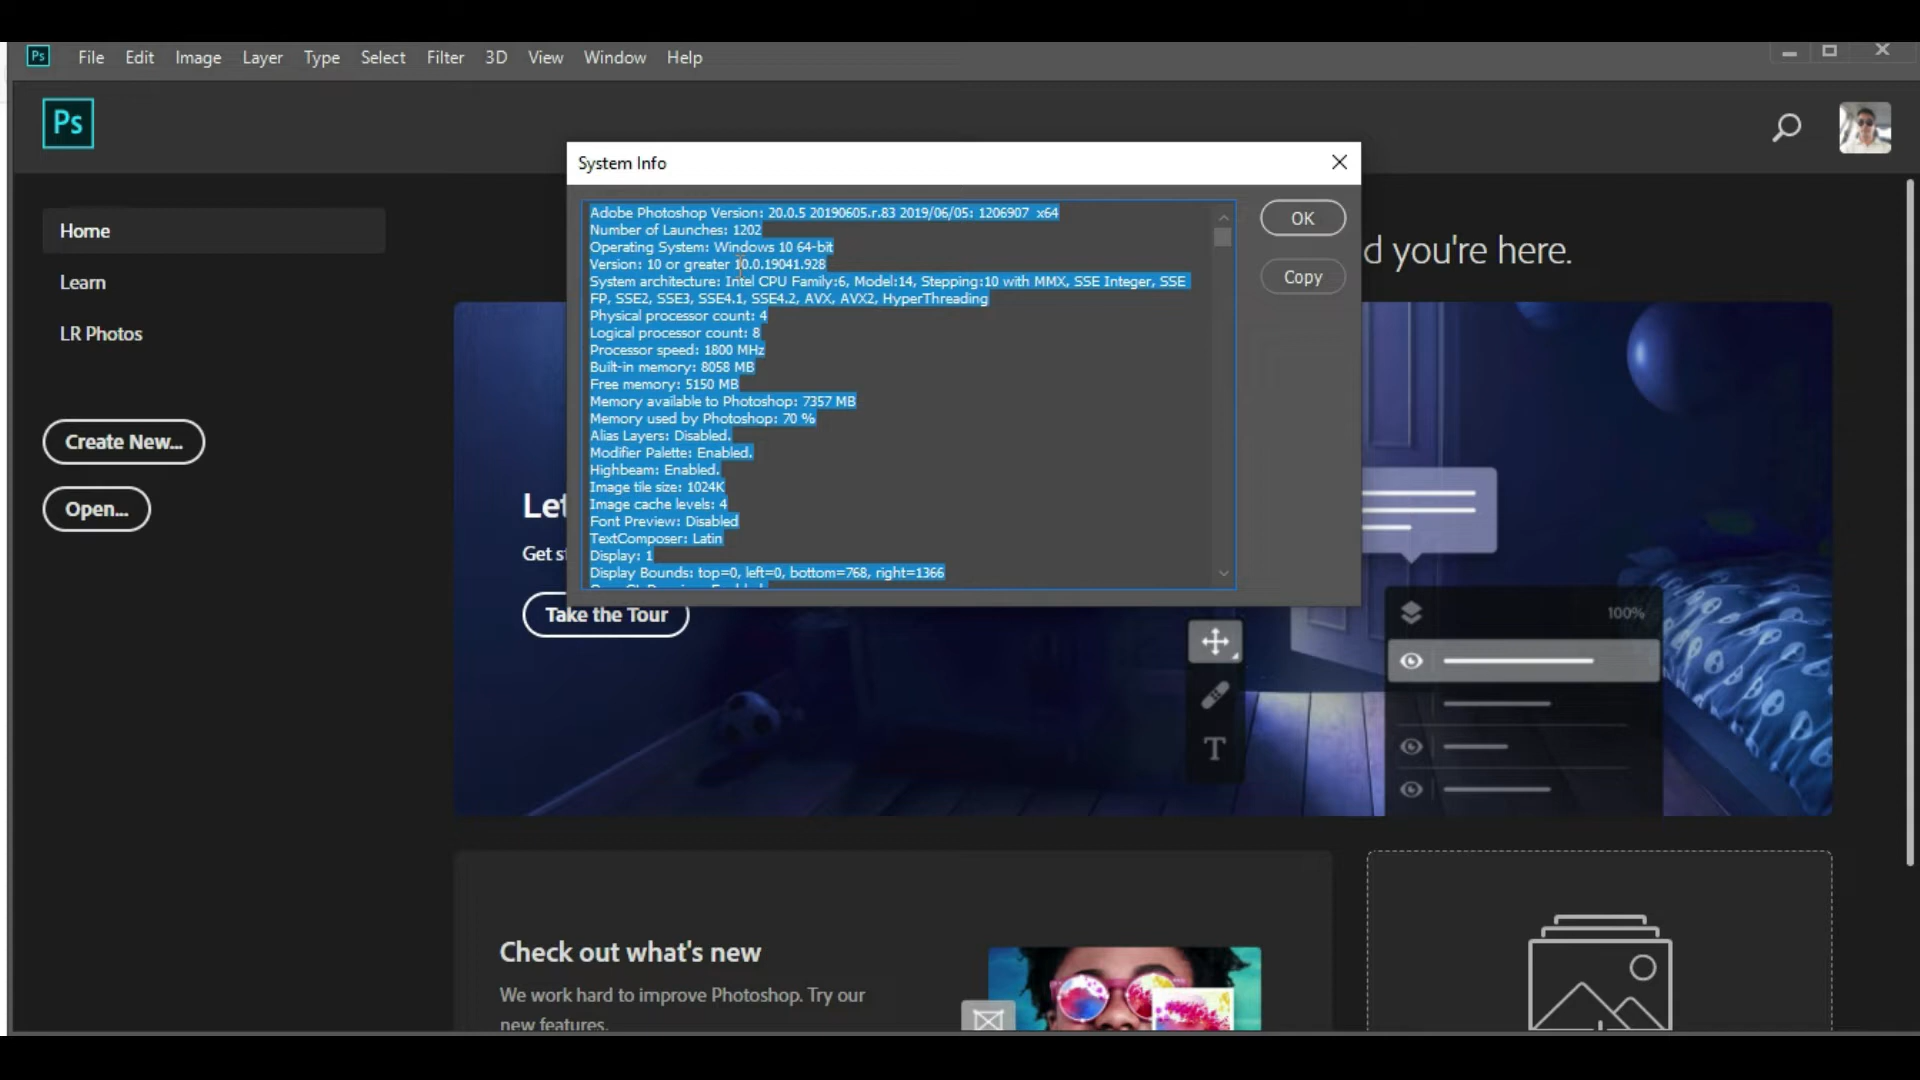 Ps File Edit Image Layer Type Select Filter 3D View Window Help
Ps
System Info
Home
Learn
LR Photos
Create New...
Open...
Adobe Photoshop Version: 20.0.5 20190605.r.83 2019/06/05: 1206907 x64
Number of Launches: 1202
Operating System: Windows 10 64-bit
Version: 10 or greater 10.0.19041.928
System architecture: Intel CPU Family:6, Model:14, Stepping:10 with MMX, SSE Integer, SSE
FP, SSE2, SSE3, SSE4.1, SSE4.2, AVX, AVX2, HyperThreading
Physical processor count: 4
Logical processor count: 8
Processor speed: 1800 MHz
Built-in memory: 8058 MB
Free memory: 5150 MB
Memory available to Photoshop: 7357 MB
Memory used by Photoshop: 70 %
Alias Layers: Disabled.
Modifier Palette: Enabled.
Highbeam: Enabled.
Image tile size: 1024K
Image cache levels: 4
Font Preview: Disabled
TextComposer: Latin
Display: 1
Display Bounds: top=0, left=0, bottom=768, right=1366
OK
Copy
d you're here.
Let
Get st
Take the Tour
100%
T
Check out what's new
We work hard to improve Photoshop. Try our
new features.